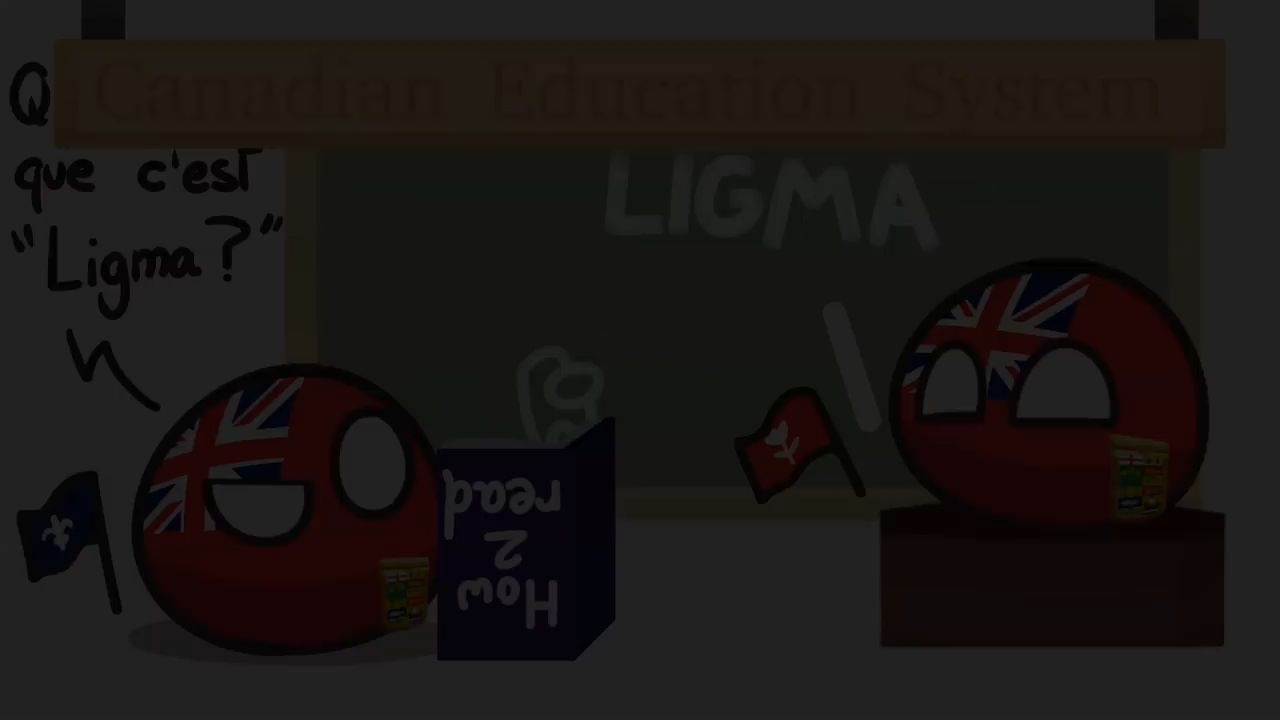 Canadian Education System
Q
que c'est
"Ligma?"
LIGMA
How
2
read